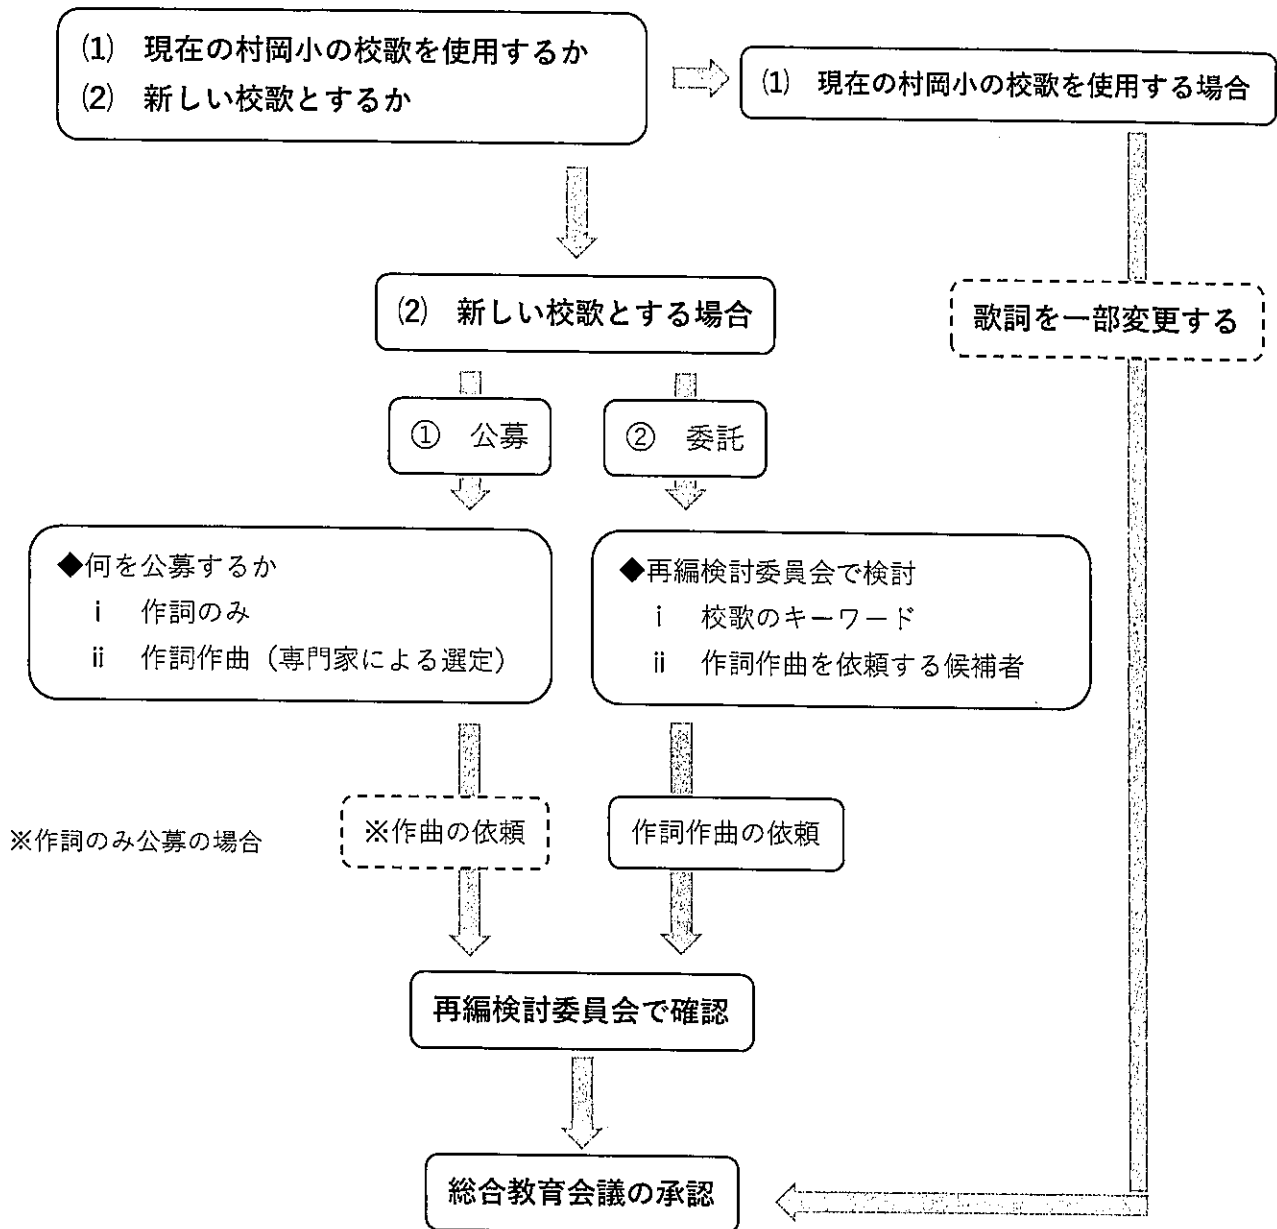 (1) 現在の村岡小の校歌を使用するか
(2) 新しい校歌とするか
(1) 現在の村岡小の校歌を使用する場合
(2) 新しい校歌とする場合
歌詞を一部変更する
① 公募
② 委託
◆何を公募するか
ⅰ 作詞のみ
ⅱ 作詞作曲（専門家による選定）
◆再編検討委員会で検討
ⅰ 校歌のキーワード
ⅱ 作詞作曲を依頼する候補者
※作詞のみ公募の場合
※作曲の依頼
作詞作曲の依頼
再編検討委員会で確認
総合教育会議の承認